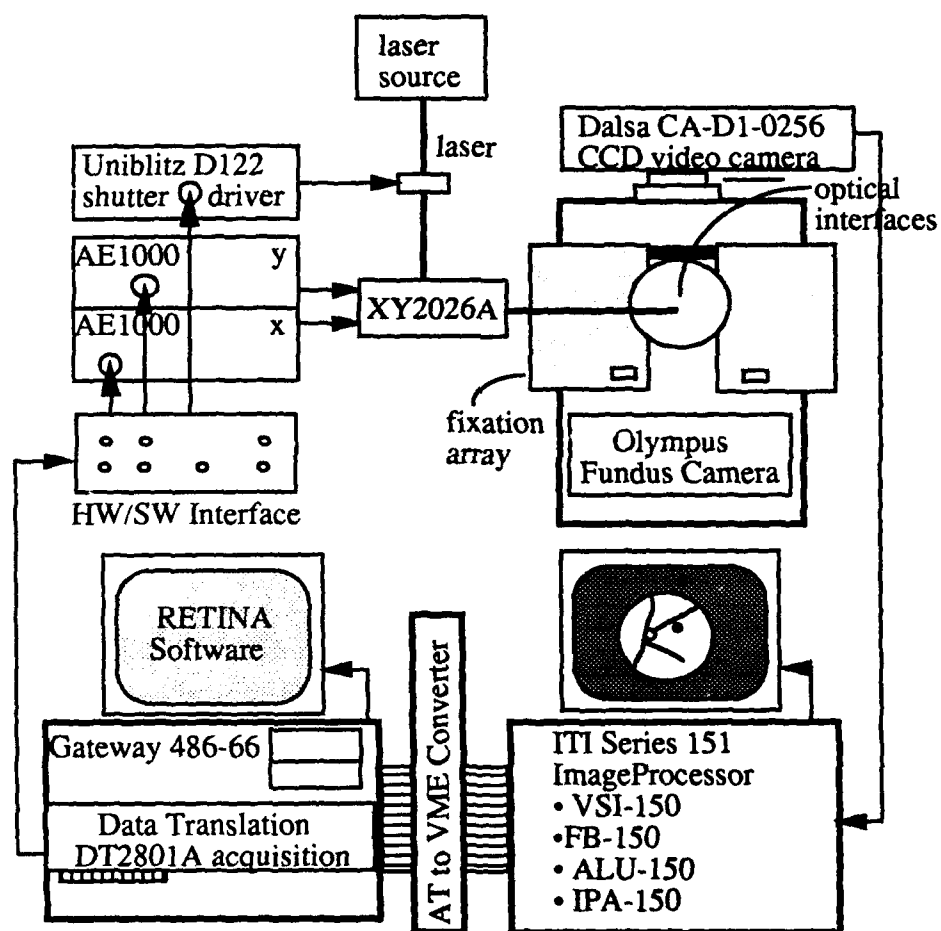 laser
source
laser
Dalsa CA-D1-0256
CCD video camera
optical
interfaces
Uniblitz D122
shutter driver
AE1000 y
AE1000 x
XY2026A
fixation
array
Olympus
Fundus Camera
HW/SW Interface
RETINA
Software
Gateway 486-66
Data Translation
DT2801A acquisition
AT to VME Converter
ITI Series 151
ImageProcessor
• VSI-150
•FB-150
• ALU-150
• IPA-150